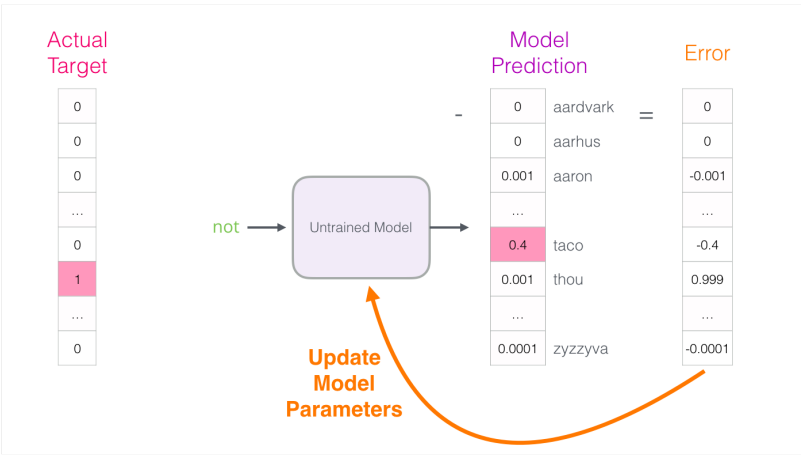 Actual
Target
Model
Prediction
Error
0
-
0
aardvark
=
0
0
0
aarhus
0
0
0.001
aaron
-0.001
...
...
...
not
Untrained Model
0
0.4
taco
-0.4
1
0.001
thou
0.999
...
...
...
0
0.0001
zyzzyva
-0.0001
Update
Model
Parameters